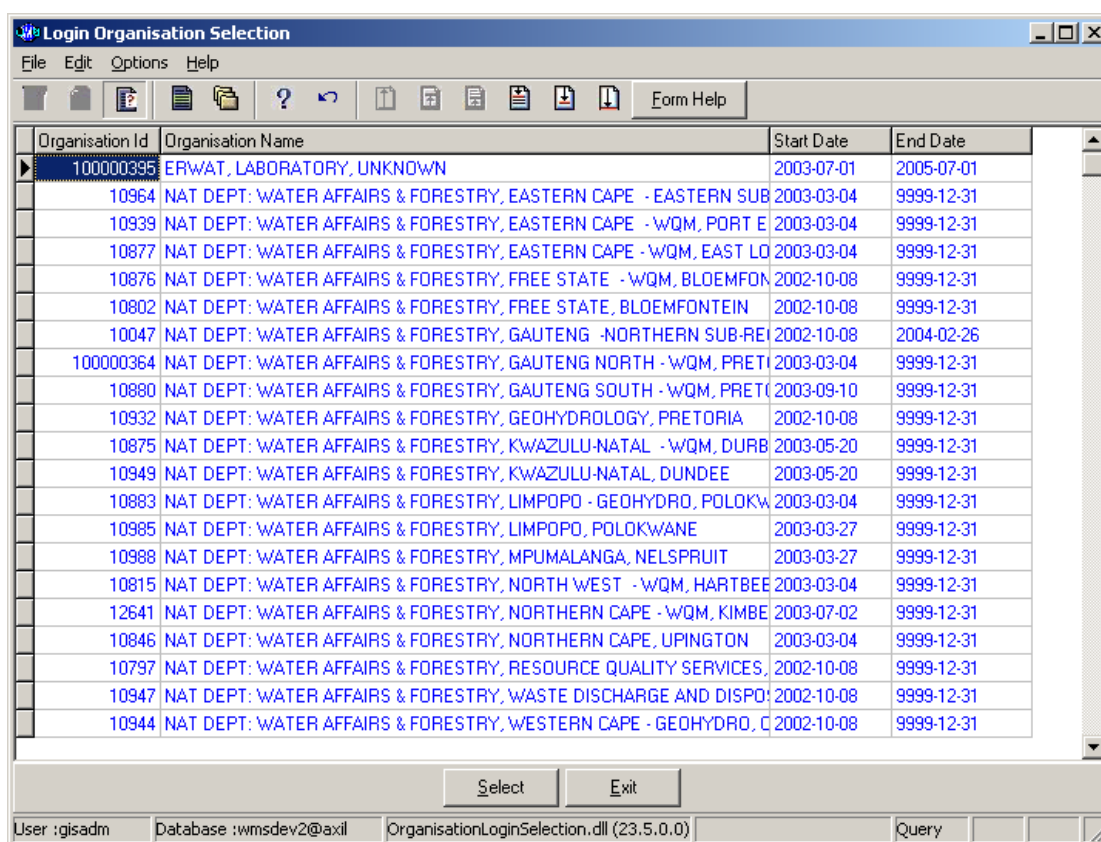 Login Organisation Selection
File Edit Options Help
Form Help
Organisation Id Organisation Name Start Date End Date
100000395 ERWAT, LABORATORY, UNKNOWN 2003-07-01 2005-07-01
10964 NAT DEPT: WATER AFFAIRS & FORESTRY, EASTERN CAPE - EASTERN SUB 2003-03-04 9999-12-31
10939 NAT DEPT: WATER AFFAIRS & FORESTRY, EASTERN CAPE - WQM, PORT E 2003-03-04 9999-12-31
10877 NAT DEPT: WATER AFFAIRS & FORESTRY, EASTERN CAPE - WQM, EAST LO 2003-03-04 9999-12-31
10876 NAT DEPT: WATER AFFAIRS & FORESTRY, FREE STATE - WQM, BLOEMFON 2002-10-08 9999-12-31
10802 NAT DEPT: WATER AFFAIRS & FORESTRY, FREE STATE, BLOEMFONTEIN 2002-10-08 9999-12-31
10047 NAT DEPT: WATER AFFAIRS & FORESTRY, GAUTENG -NORTHERN SUB-RE 2002-10-08 2004-02-26
100000364 NAT DEPT: WATER AFFAIRS & FORESTRY, GAUTENG NORTH - WQM, PRET 2003-03-04 9999-12-31
10880 NAT DEPT: WATER AFFAIRS & FORESTRY, GAUTENG SOUTH - WQM, PRET 2003-09-10 9999-12-31
10932 NAT DEPT: WATER AFFAIRS & FORESTRY, GEOHYDROLOGY, PRETORIA 2002-10-08 9999-12-31
10875 NAT DEPT: WATER AFFAIRS & FORESTRY, KWAZULU-NATAL - WQM, DURB 2003-05-20 9999-12-31
10949 NAT DEPT: WATER AFFAIRS & FORESTRY, KWAZULU-NATAL, DUNDEE 2003-05-20 9999-12-31
10883 NAT DEPT: WATER AFFAIRS & FORESTRY, LIMPOPO - GEOHYDRO, POLOKW 2003-03-04 9999-12-31
10985 NAT DEPT: WATER AFFAIRS & FORESTRY, LIMPOPO, POLOKWANE 2003-03-27 9999-12-31
10988 NAT DEPT: WATER AFFAIRS & FORESTRY, MPUMALANGA, NELSPRUIT 2003-03-27 9999-12-31
10815 NAT DEPT: WATER AFFAIRS & FORESTRY, NORTH WEST - WQM, HARTBEE 2003-03-04 9999-12-31
12641 NAT DEPT: WATER AFFAIRS & FORESTRY, NORTHERN CAPE - WQM, KIMBE 2003-07-02 9999-12-31
10846 NAT DEPT: WATER AFFAIRS & FORESTRY, NORTHERN CAPE, UPINGTON 2003-03-04 9999-12-31
10797 NAT DEPT: WATER AFFAIRS & FORESTRY, RESOURCE QUALITY SERVICES, 2002-10-08 9999-12-31
10947 NAT DEPT: WATER AFFAIRS & FORESTRY, WASTE DISCHARGE AND DISPO 2002-10-08 9999-12-31
10944 NAT DEPT: WATER AFFAIRS & FORESTRY, WESTERN CAPE - GEOHYDRO, C 2002-10-08 9999-12-31
Select Exit
User :gisadm Database :wmsdev2@axil OrganisationLoginSelection.dll (23.5.0.0) Query